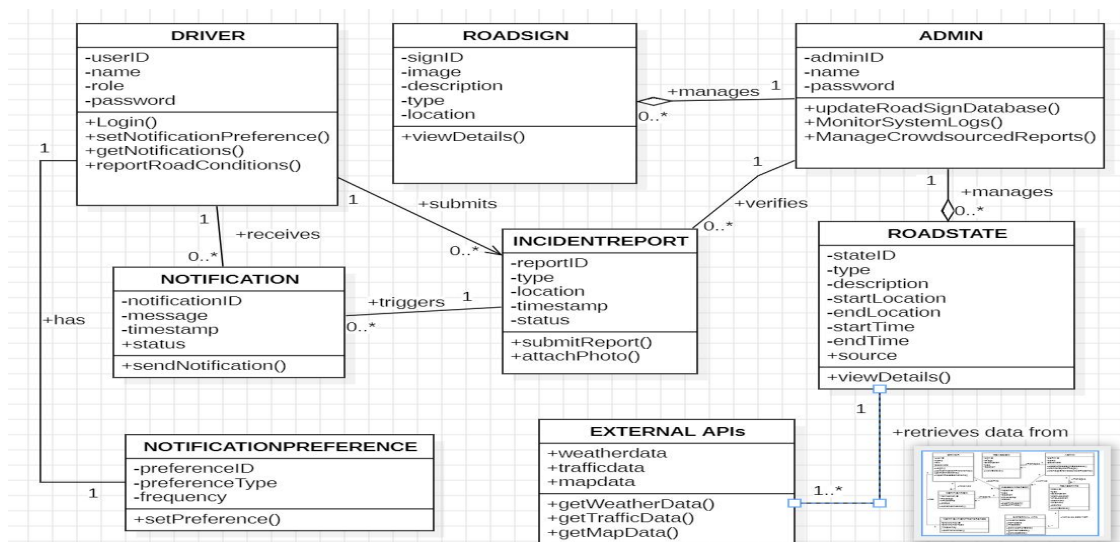 DRIVER
-userID
-name
-role
-password
+Login()
+setNotificationPreference()
+getNotifications()
+reportRoadConditions()
ROADSIGN
-signID
-image
-description
-type
-location
+viewDetails()
ADMIN
-adminID
-name
-password
+updateRoadSignDatabase()
+MonitorSystemLogs()
+ManageCrowdsourcedReports()
+manages
1
0..*
1
+has
1
1
+receives
0..*
1
+submits
0..*
1
+verifies
0..*
1
+manages
0..*
NOTIFICATION
-notificationID
-message
-timestamp
+status
+sendNotification()
+triggers
1
0..*
INCIDENTREPORT
-reportID
-type
-location
-timestamp
-status
+submitReport()
+attachPhoto()
ROADSTATE
-stateID
-type
-description
-startLocation
-endLocation
-startTime
-endTime
+source
+viewDetails()
1
+retrieves data from
1..*
NOTIFICATIONPREFERENCE
-preferenceID
-preferenceType
-frequency
+setPreference()
EXTERNAL APIs
+weatherdata
+trafficdata
+mapdata
+getWeatherData()
+getTrafficData()
+getMapData()